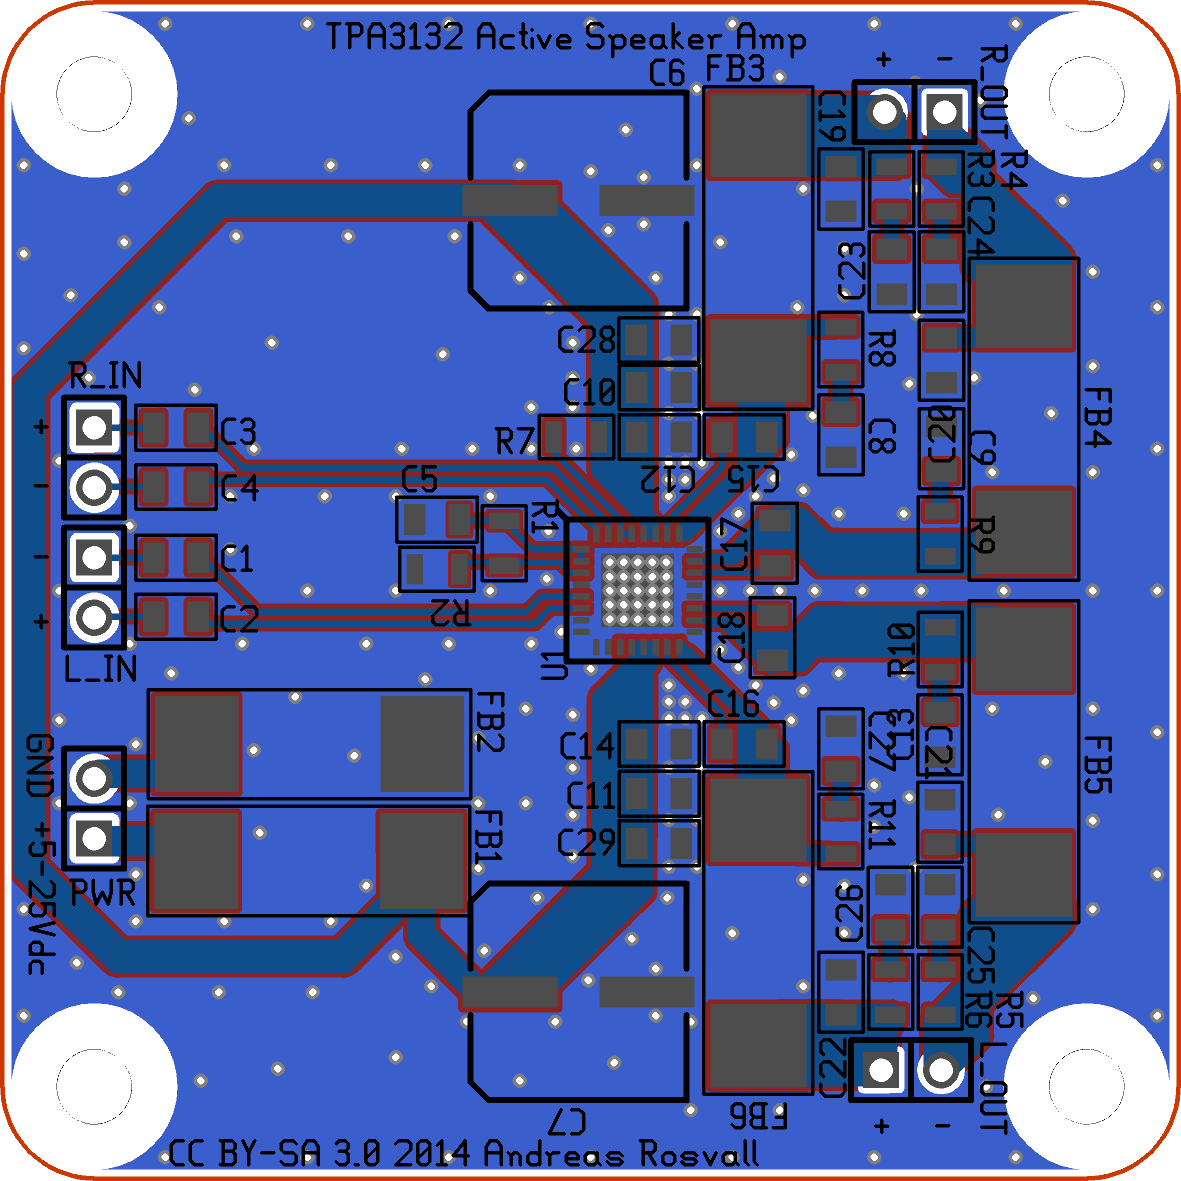 TPA3132 Active Speaker Amp
C6
FB3
+
-
R_OUT
C19
R3
R4
C24
C23
C28
R8
C10
R_IN
FB4
+
C3
R7
C8
C20
C9
C12
C15
-
C4
C5
R1
C17
R9
-
C1
R2
+
C2
C18
R10
L_IN
U1
FB2
C16
C27
C13
C21
FB5
GND
C14
C11
FB1
R11
C29
+5-25Vdc
PWR
C26
C25
R6
R5
C22
L_OUT
C7
FB6
+
-
CC BY-SA 3.0 2014 Andreas Rosvall